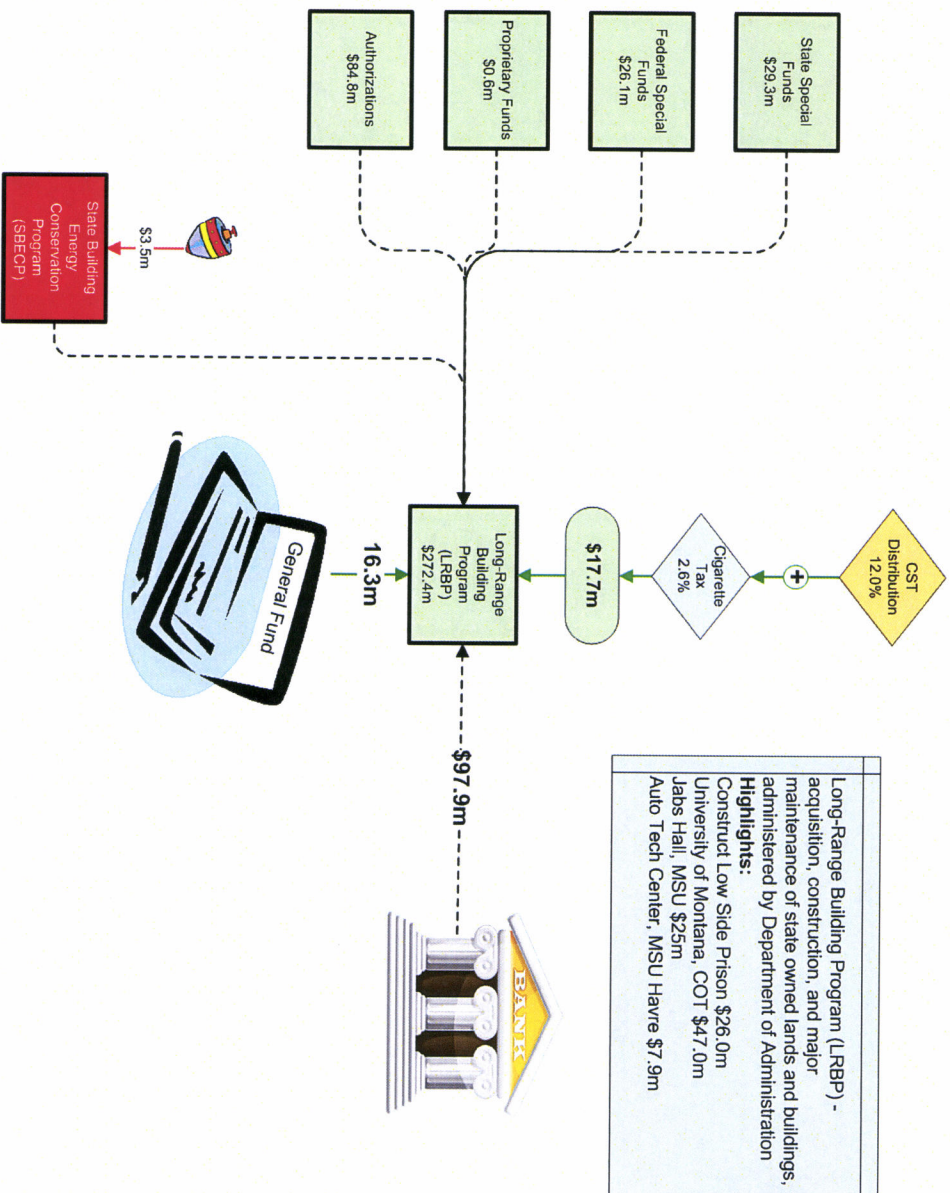 CST
Distribution
12.0%
+
Cigarette
Tax
2.6%
$17.7m
Long-Range Building Program (LRBP) -
acquisition, construction, and major
maintenance of state owned lands and buildings,
administered by Department of Administration
Highlights:
Construct Low Side Prison $26.0m
University of Montana, COT $47.0m
Jabs Hall, MSU $25m
Auto Tech Center, MSU Havre $7.9m
State Special
Funds
$29.3m
Federal Special
Funds
$26.1m
Proprietary Funds
$0.6m
Authorizations
$84.8m
Long-Range
Building
Program
(LRBP)
$272.4m
$97.9m
BANK
16.3m
General Fund
$3.5m
State Building
Energy
Conservation
Program
(SBECP)